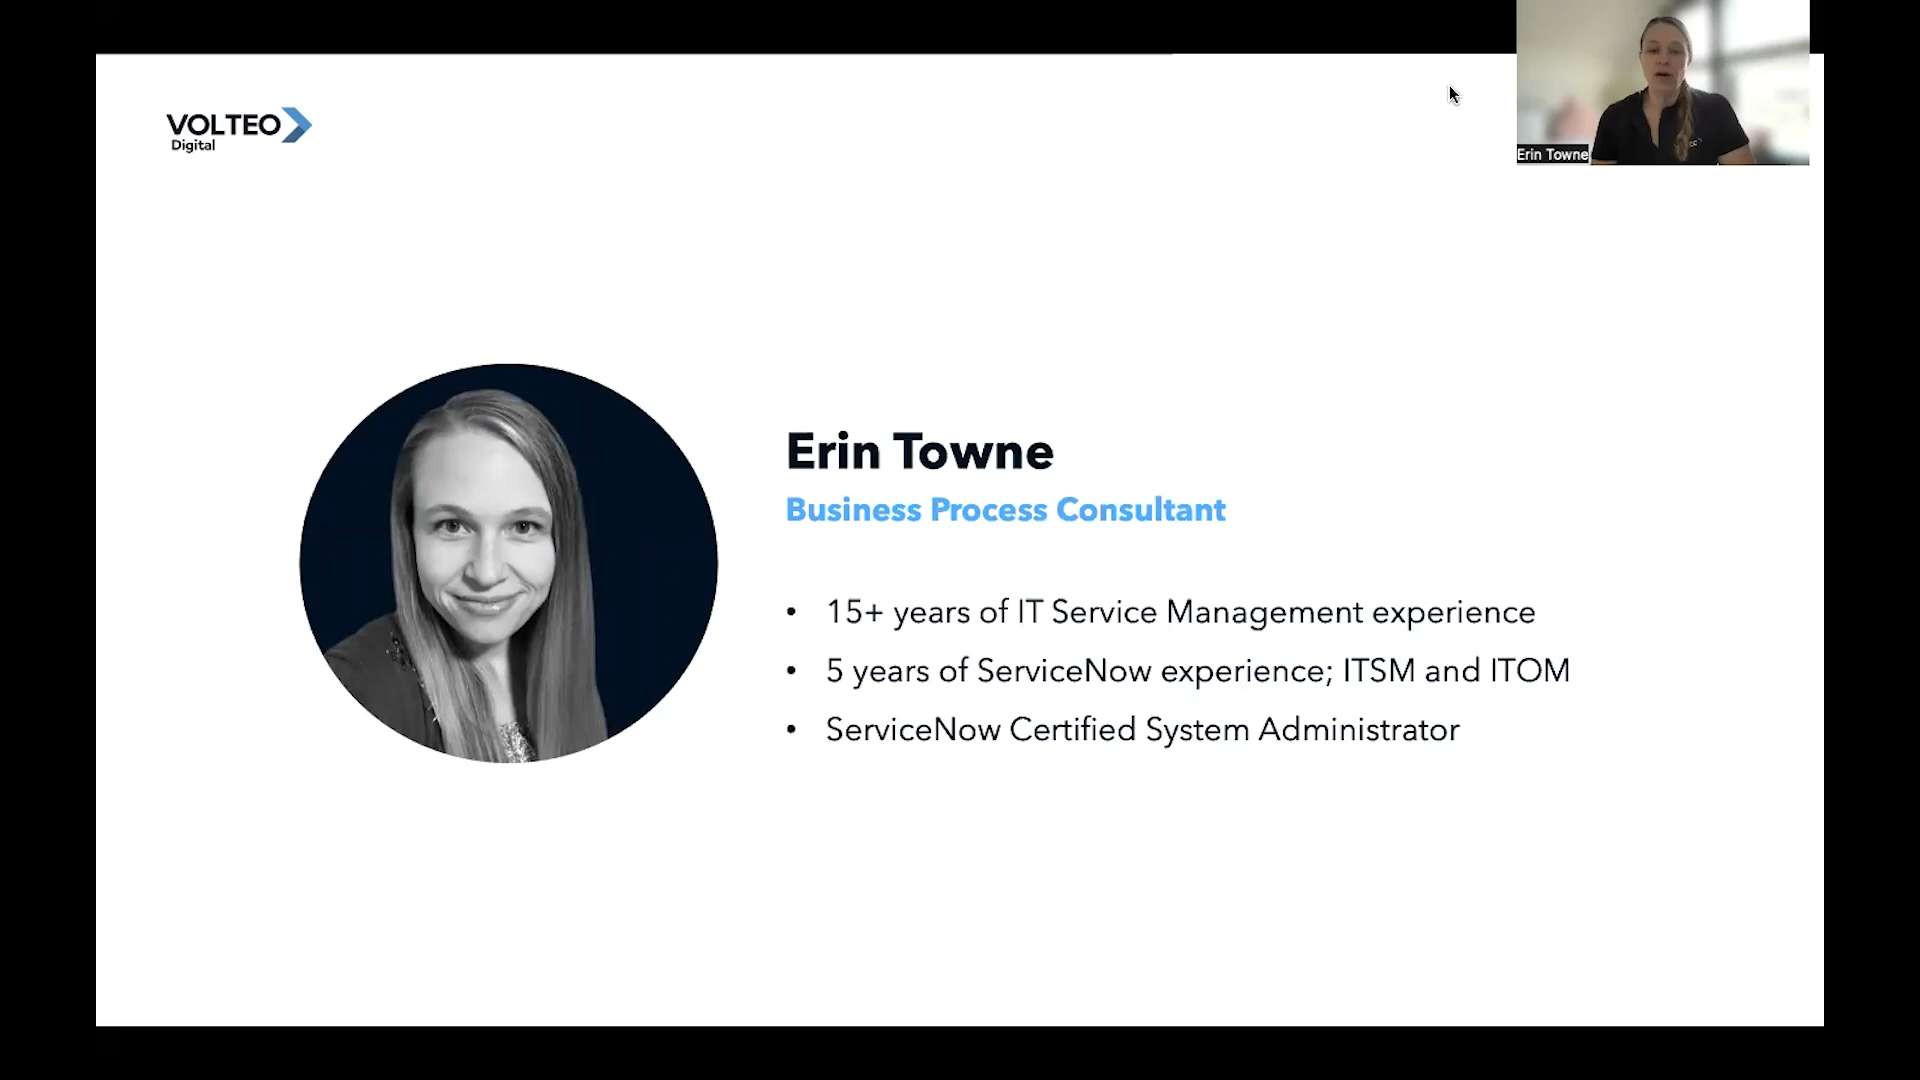 VOLTEO
Digital
Erin Towne
Erin Towne
Business Process Consultant
• 15+ years of IT Service Management experience
• 5 years of ServiceNow experience; ITSM and ITOM
• ServiceNow Certified System Administrator